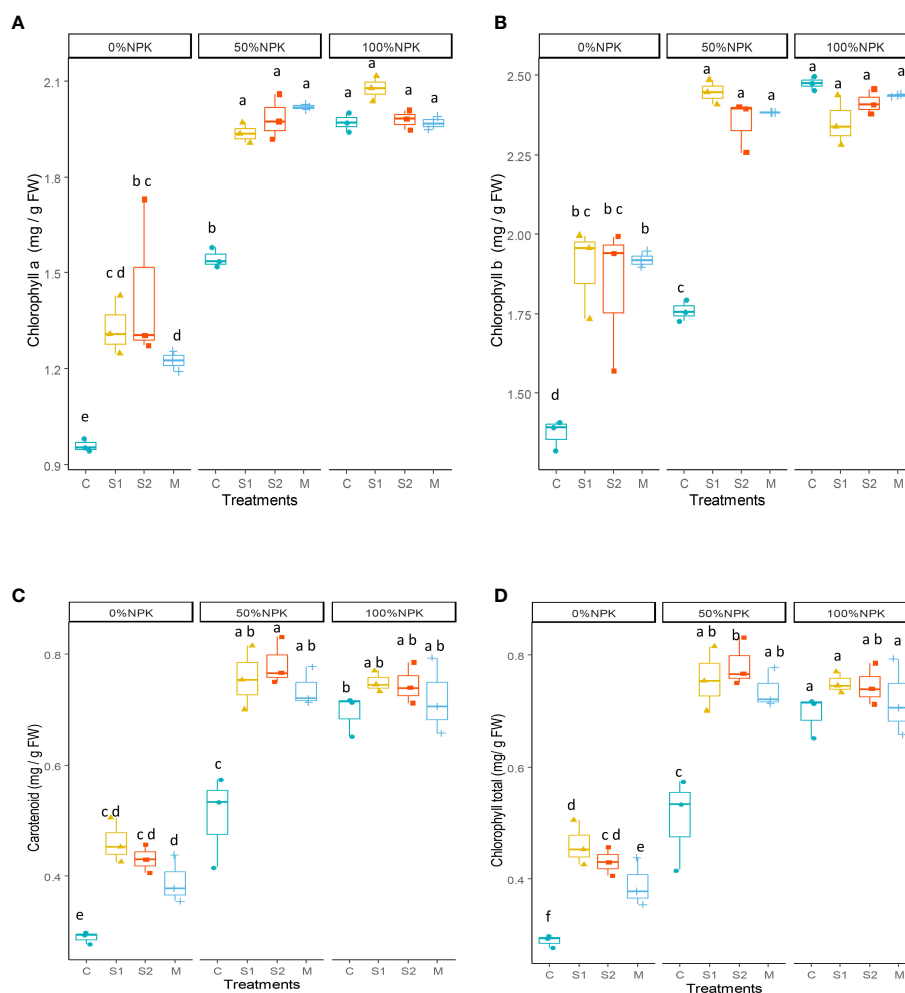 A
0%NPK 50%NPK 100%NPK
Chlorophyll a (mg / g FW)
2.1
1.8
1.5
1.2
0.9
e c d b c d
b a a a
a a a a
C S1 S2 M C S1 S2 M C S1 S2 M
Treatments
B
0%NPK 50%NPK 100%NPK
Chlorophyll b (mg / g FW)
2.50
2.25
2.00
1.75
1.50
d b c b c b
c a a a
a a a a
C S1 S2 M C S1 S2 M C S1 S2 M
Treatments
C
0%NPK 50%NPK 100%NPK
Carotenoid (mg / g FW)
0.8
0.6
0.4
e c d c d d
c a b a a b
b a b a b a b
C S1 S2 M C S1 S2 M C S1 S2 M
Treatments
D
0%NPK 50%NPK 100%NPK
Chlorophyll total (mg/ g FW)
0.8
0.6
0.4
f d c d e
c a b b a b
a a a b a
C S1 S2 M C S1 S2 M C S1 S2 M
Treatments